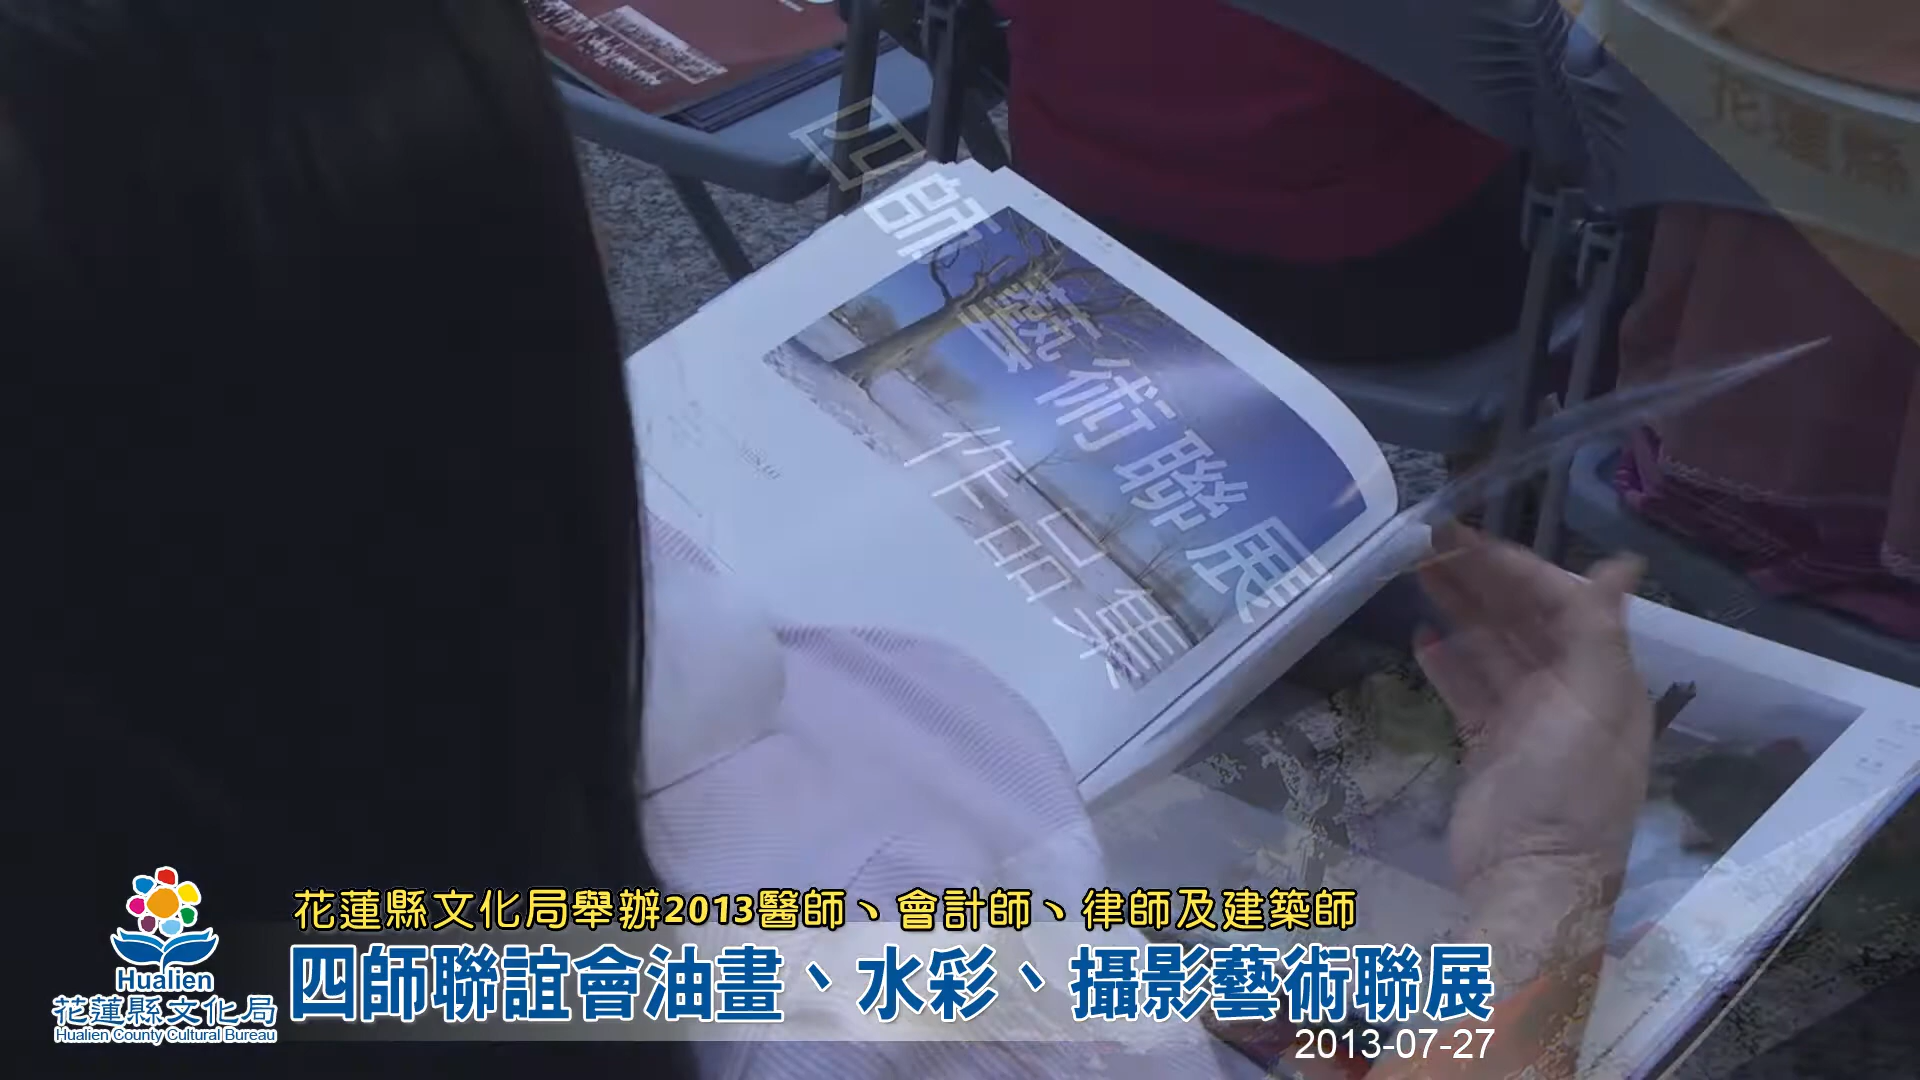 四師
藝術聯展
作品集
花蓮縣
花蓮縣文化局舉辦2013醫師、會計師、律師及建築師
四師聯誼會油畫、水彩、攝影藝術聯展
2013-07-27
Hualien
花蓮縣文化局
Hualien County Cultural Bureau